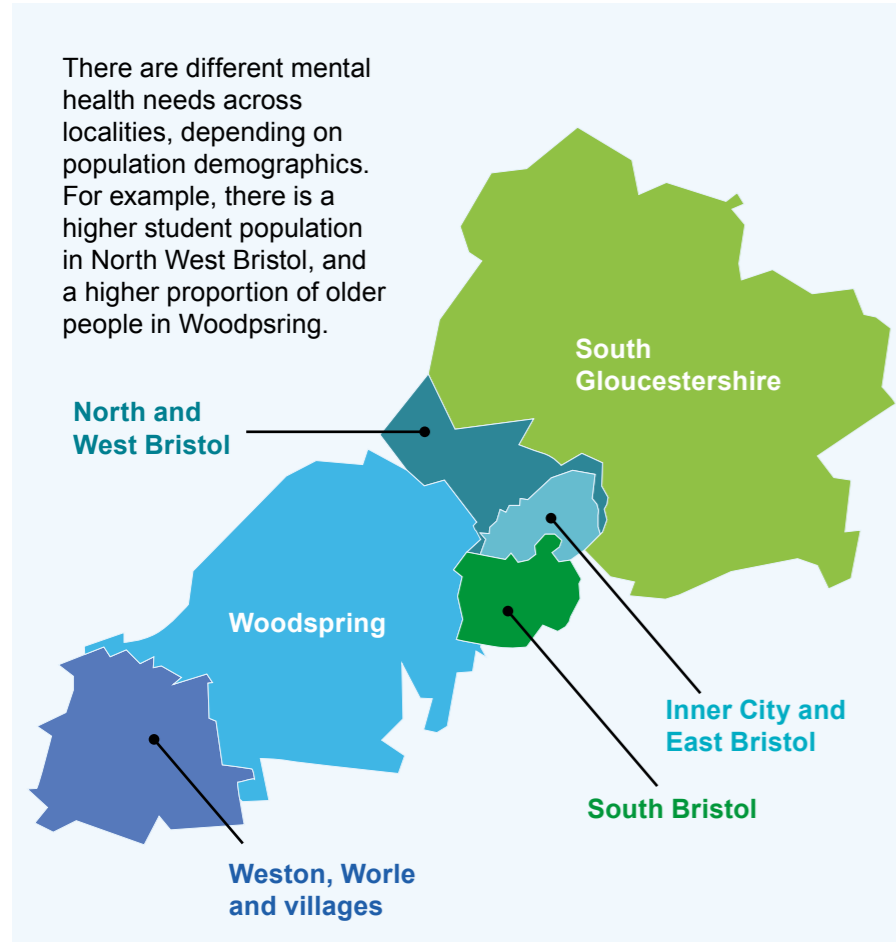 There are different mental
health needs across
localities, depending on
population demographics.
For example, there is a
higher student population
in North West Bristol, and
a higher proportion of older
people in Woodpsring.
South
Gloucestershire
North and
West Bristol
Woodspring
Inner City and
East Bristol
South Bristol
Weston, Worle
and villages